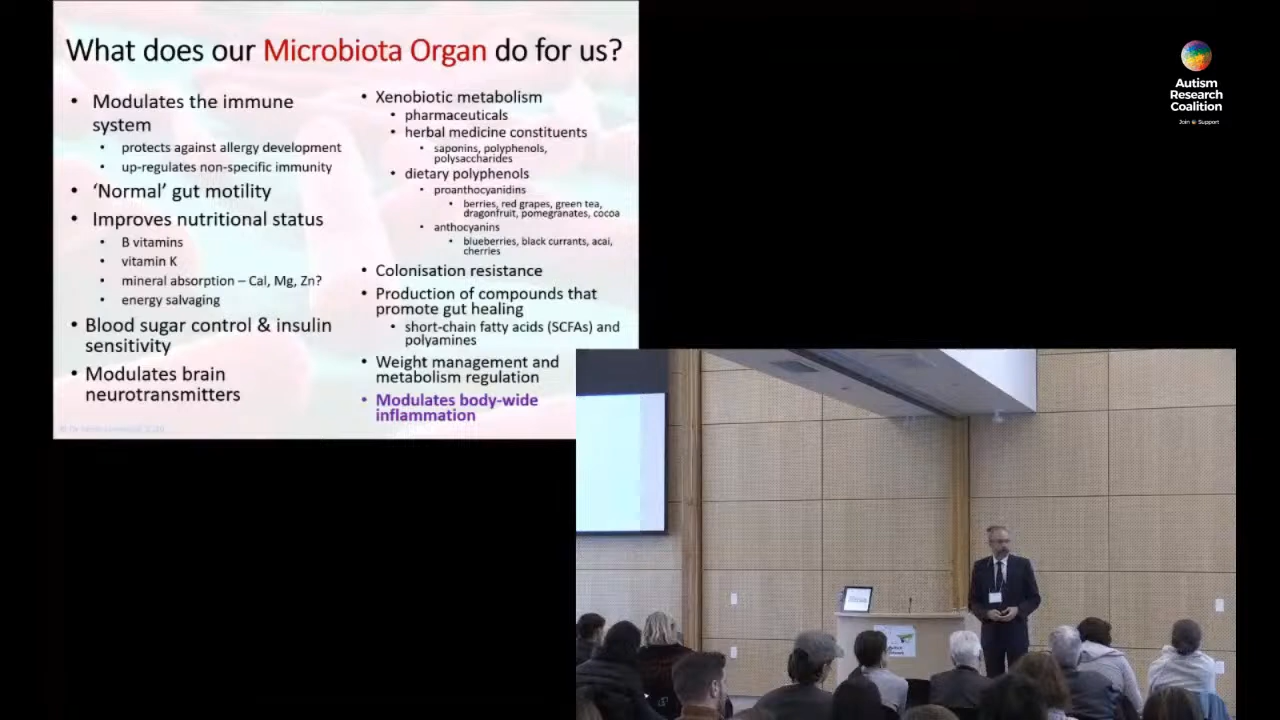 What does our Microbiota Organ do for us?
• Modulates the immune
system
• protects against allergy development
• up-regulates non-specific immunity
• ‘Normal’ gut motility
• Improves nutritional status
• B vitamins
• vitamin K
• mineral absorption – Cal, Mg, Zn?
• energy salvaging
• Blood sugar control & insulin
sensitivity
• Modulates brain
neurotransmitters
• Xenobiotic metabolism
• pharmaceuticals
• herbal medicine constituents
• saponins, polyphenols,
polysaccharides
• dietary polyphenols
• proanthocyanidins
• berries, red grapes, green tea,
dragonfruit, pomegranates, cocoa
• anthocyanins
• blueberries, black currants, acai,
cherries
• Colonisation resistance
• Production of compounds that
promote gut healing
• short-chain fatty acids (SCFAs) and
polyamines
• Weight management and
metabolism regulation
• Modulates body-wide
inflammation
Autism
Research
Coalition
Join Support